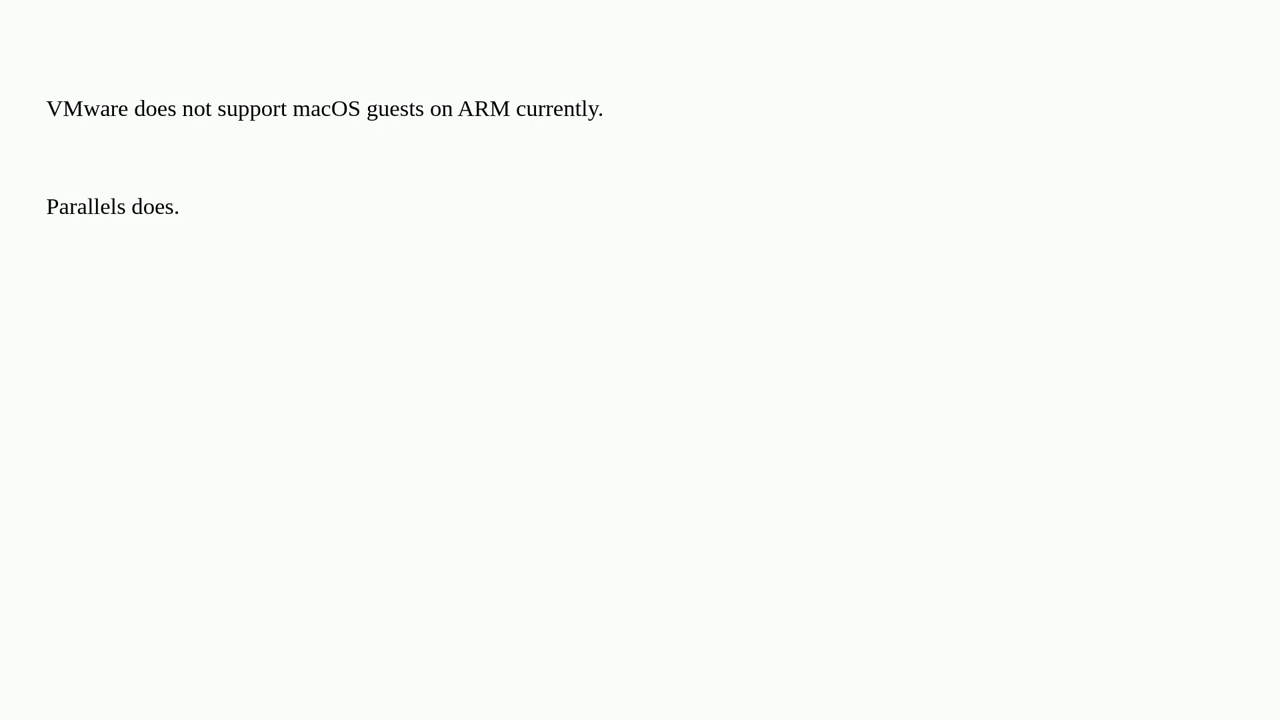 VMware does not support macOS guests on ARM currently.
Parallels does.